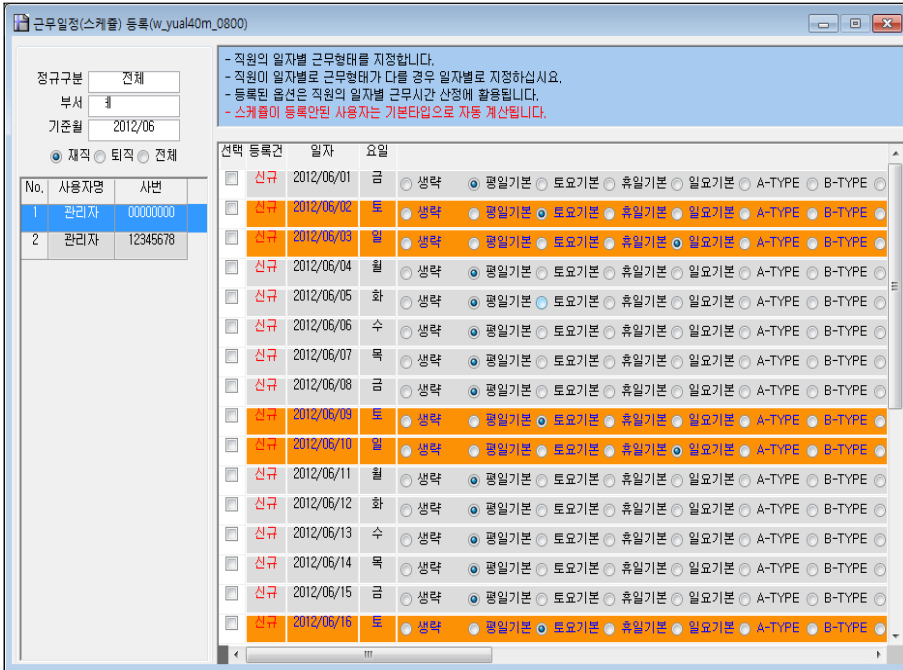 근무일정(스케쥴) 등록(w_yual40m_0800)
정규구분 전체
부서
기준월 2012/06
재직 퇴직 전체
No. 사용자명 사번
1 관리자 00000000
2 관리자 12345678
- 직원의 일자별 근무형태를 지정합니다.
- 직원이 일자별로 근무형태가 다를 경우 일자별로 지정하십시요.
- 등록된 옵션은 직원의 일자별 근무시간 산정에 활용됩니다.
- 스케쥴이 등록안된 사용자는 기본타입으로 자동 계산됩니다.
선택 등록건 일자 요일
신규 2012/06/01 금 생략 평일기본 토요기본 휴일기본 일요기본 A-TYPE B-TYPE
신규 2012/06/02 토 생략 평일기본 토요기본 휴일기본 일요기본 A-TYPE B-TYPE
신규 2012/06/03 일 생략 평일기본 토요기본 휴일기본 일요기본 A-TYPE B-TYPE
신규 2012/06/04 월 생략 평일기본 토요기본 휴일기본 일요기본 A-TYPE B-TYPE
신규 2012/06/05 화 생략 평일기본 토요기본 휴일기본 일요기본 A-TYPE B-TYPE
신규 2012/06/06 수 생략 평일기본 토요기본 휴일기본 일요기본 A-TYPE B-TYPE
신규 2012/06/07 목 생략 평일기본 토요기본 휴일기본 일요기본 A-TYPE B-TYPE
신규 2012/06/08 금 생략 평일기본 토요기본 휴일기본 일요기본 A-TYPE B-TYPE
신규 2012/06/09 토 생략 평일기본 토요기본 휴일기본 일요기본 A-TYPE B-TYPE
신규 2012/06/10 일 생략 평일기본 토요기본 휴일기본 일요기본 A-TYPE B-TYPE
신규 2012/06/11 월 생략 평일기본 토요기본 휴일기본 일요기본 A-TYPE B-TYPE
신규 2012/06/12 화 생략 평일기본 토요기본 휴일기본 일요기본 A-TYPE B-TYPE
신규 2012/06/13 수 생략 평일기본 토요기본 휴일기본 일요기본 A-TYPE B-TYPE
신규 2012/06/14 목 생략 평일기본 토요기본 휴일기본 일요기본 A-TYPE B-TYPE
신규 2012/06/15 금 생략 평일기본 토요기본 휴일기본 일요기본 A-TYPE B-TYPE
신규 2012/06/16 토 생략 평일기본 토요기본 휴일기본 일요기본 A-TYPE B-TYPE